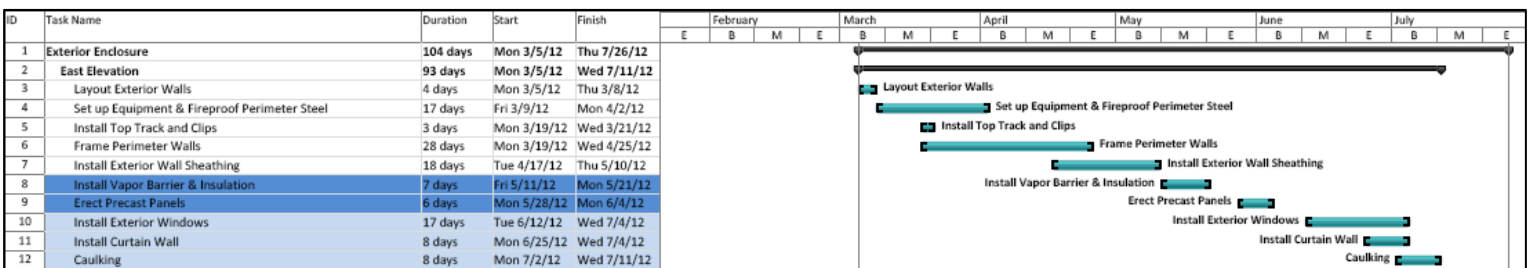 ID Task Name Duration Start Finish February March April May June July
E B M E B M E B M E B M E B M E B M E
1 Exterior Enclosure 104 days Mon 3/5/12 Thu 7/26/12
2 East Elevation 93 days Mon 3/5/12 Wed 7/11/12
3 Layout Exterior Walls 4 days Mon 3/5/12 Thu 3/8/12 Layout Exterior Walls
4 Set up Equipment & Fireproof Perimeter Steel 17 days Fri 3/9/12 Mon 4/2/12 Set up Equipment & Fireproof Perimeter Steel
5 Install Top Track and Clips 3 days Mon 3/19/12 Wed 3/21/12 Install Top Track and Clips
6 Frame Perimeter Walls 28 days Mon 3/19/12 Wed 4/25/12 Frame Perimeter Walls
7 Install Exterior Wall Sheathing 18 days Tue 4/17/12 Thu 5/10/12 Install Exterior Wall Sheathing
8 Install Vapor Barrier & Insulation 7 days Fri 5/11/12 Mon 5/21/12 Install Vapor Barrier & Insulation
9 Erect Precast Panels 6 days Mon 5/28/12 Mon 6/4/12 Erect Precast Panels
10 Install Exterior Windows 17 days Tue 6/12/12 Wed 7/4/12 Install Exterior Windows
11 Install Curtain Wall 8 days Mon 6/25/12 Wed 7/4/12 Install Curtain Wall
12 Caulking 8 days Mon 7/2/12 Wed 7/11/12 Caulking